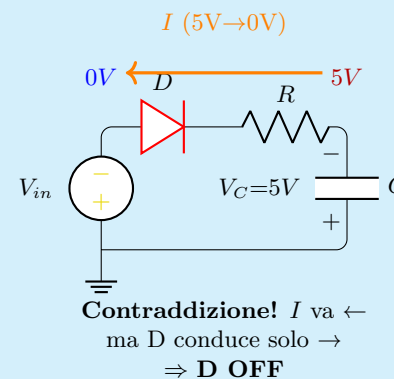 I (5V→0V)
0V
5V
D
R
−
−
V_in
V_C=5V
C
+
+
Contraddizione! I va ←
ma D conduce solo →
⇒ D OFF